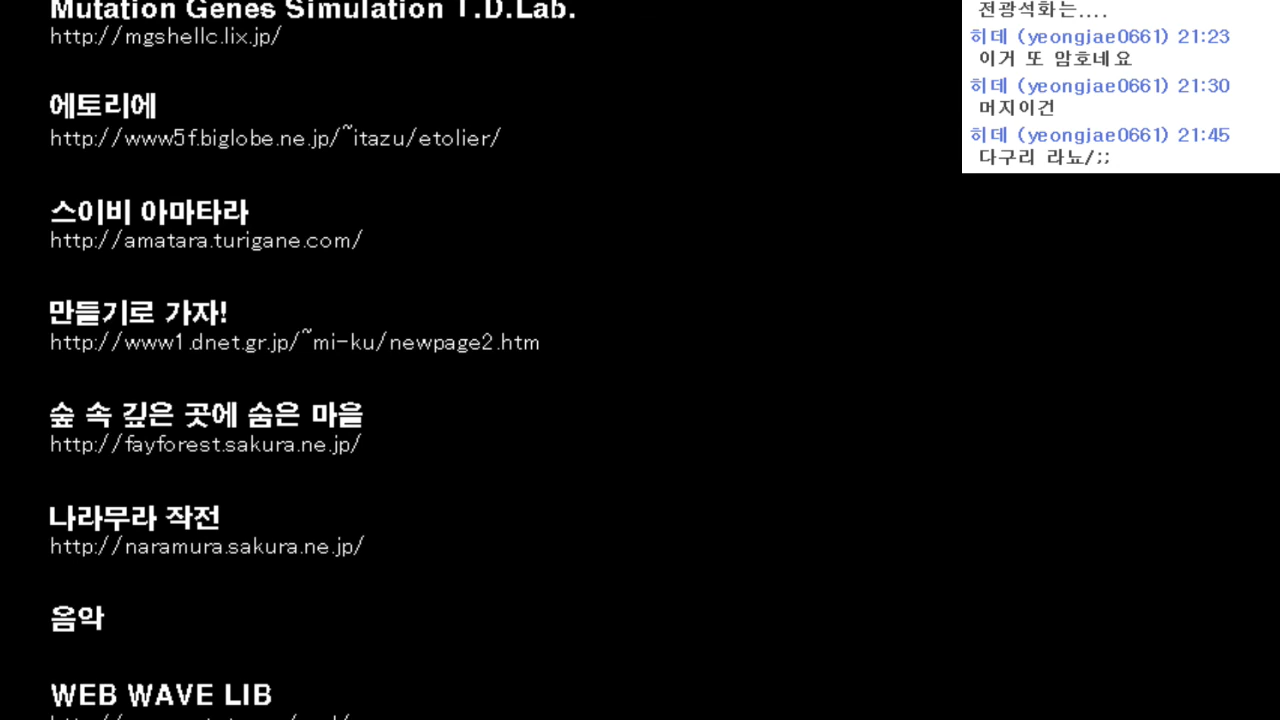 Mutation Genes Simulation T.D.Lab.
http://mgshellc.lix.jp/
에토리에
http://www5f.biglobe.ne.jp/~itazu/etolier/
스이비 아마타라
http://amatara.turigane.com/
만들기로 가자!
http://www1.dnet.gr.jp/~mi-ku/newpage2.htm
숲 속 깊은 곳에 숨은 마을
http://fayforest.sakura.ne.jp/
나라무라 작전
http://naramura.sakura.ne.jp/
음악
WEB WAVE LIB
전광석화는....
히데 (yeongjae0661) 21:23
이거 또 암호네요
히데 (yeongjae0661) 21:30
머지이건
히데 (yeongjae0661) 21:45
다구리 라뇨/;;